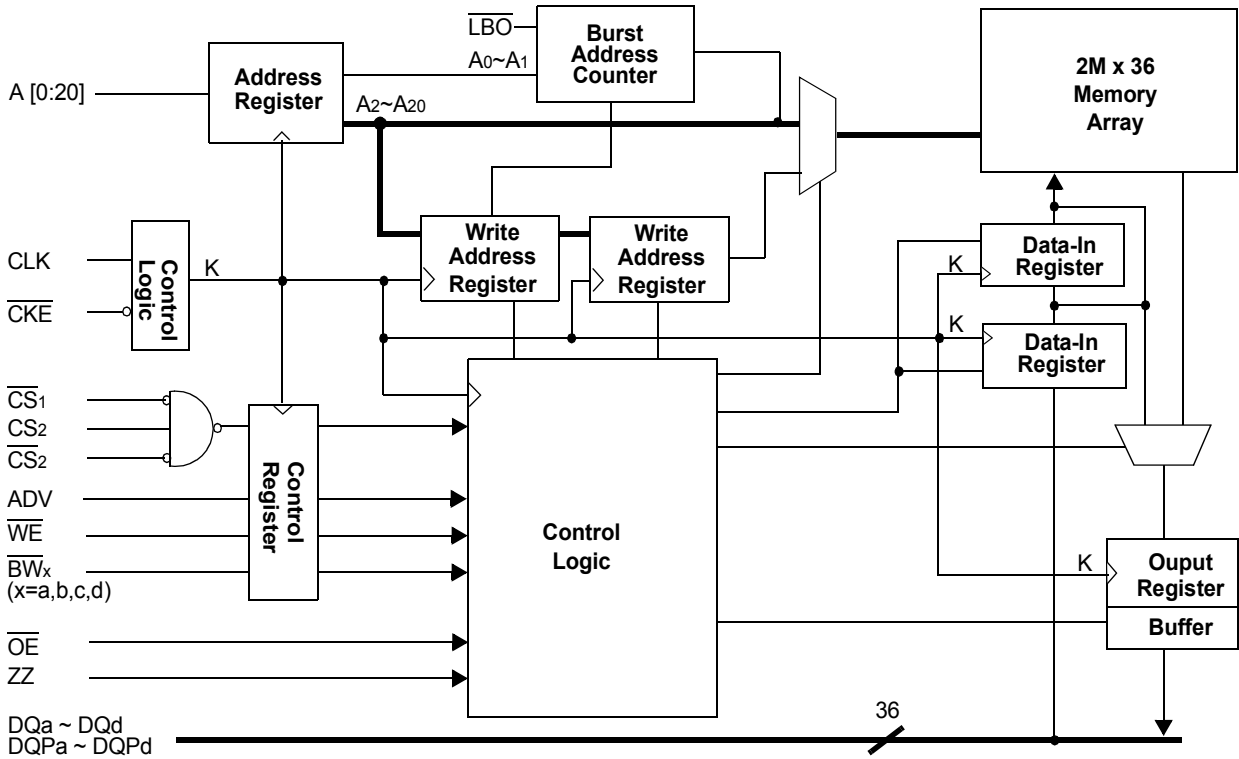 LBO
Burst
Address
Counter
2M x 36
Memory
Array
A [0:20]
Address
Register
A0~A1
A2~A20
Write
Address
Register
Write
Address
Register
Data-In
Register
K
CLK
Control
Logic
K
CKE
K
Data-In
Register
CS1
CS2
CS2
Control
Register
ADV
WE
BWx
(x=a,b,c,d)
Control
Logic
K
Ouput
Register
Buffer
OE
ZZ
DQa ~ DQd
DQPa ~ DQPd
36